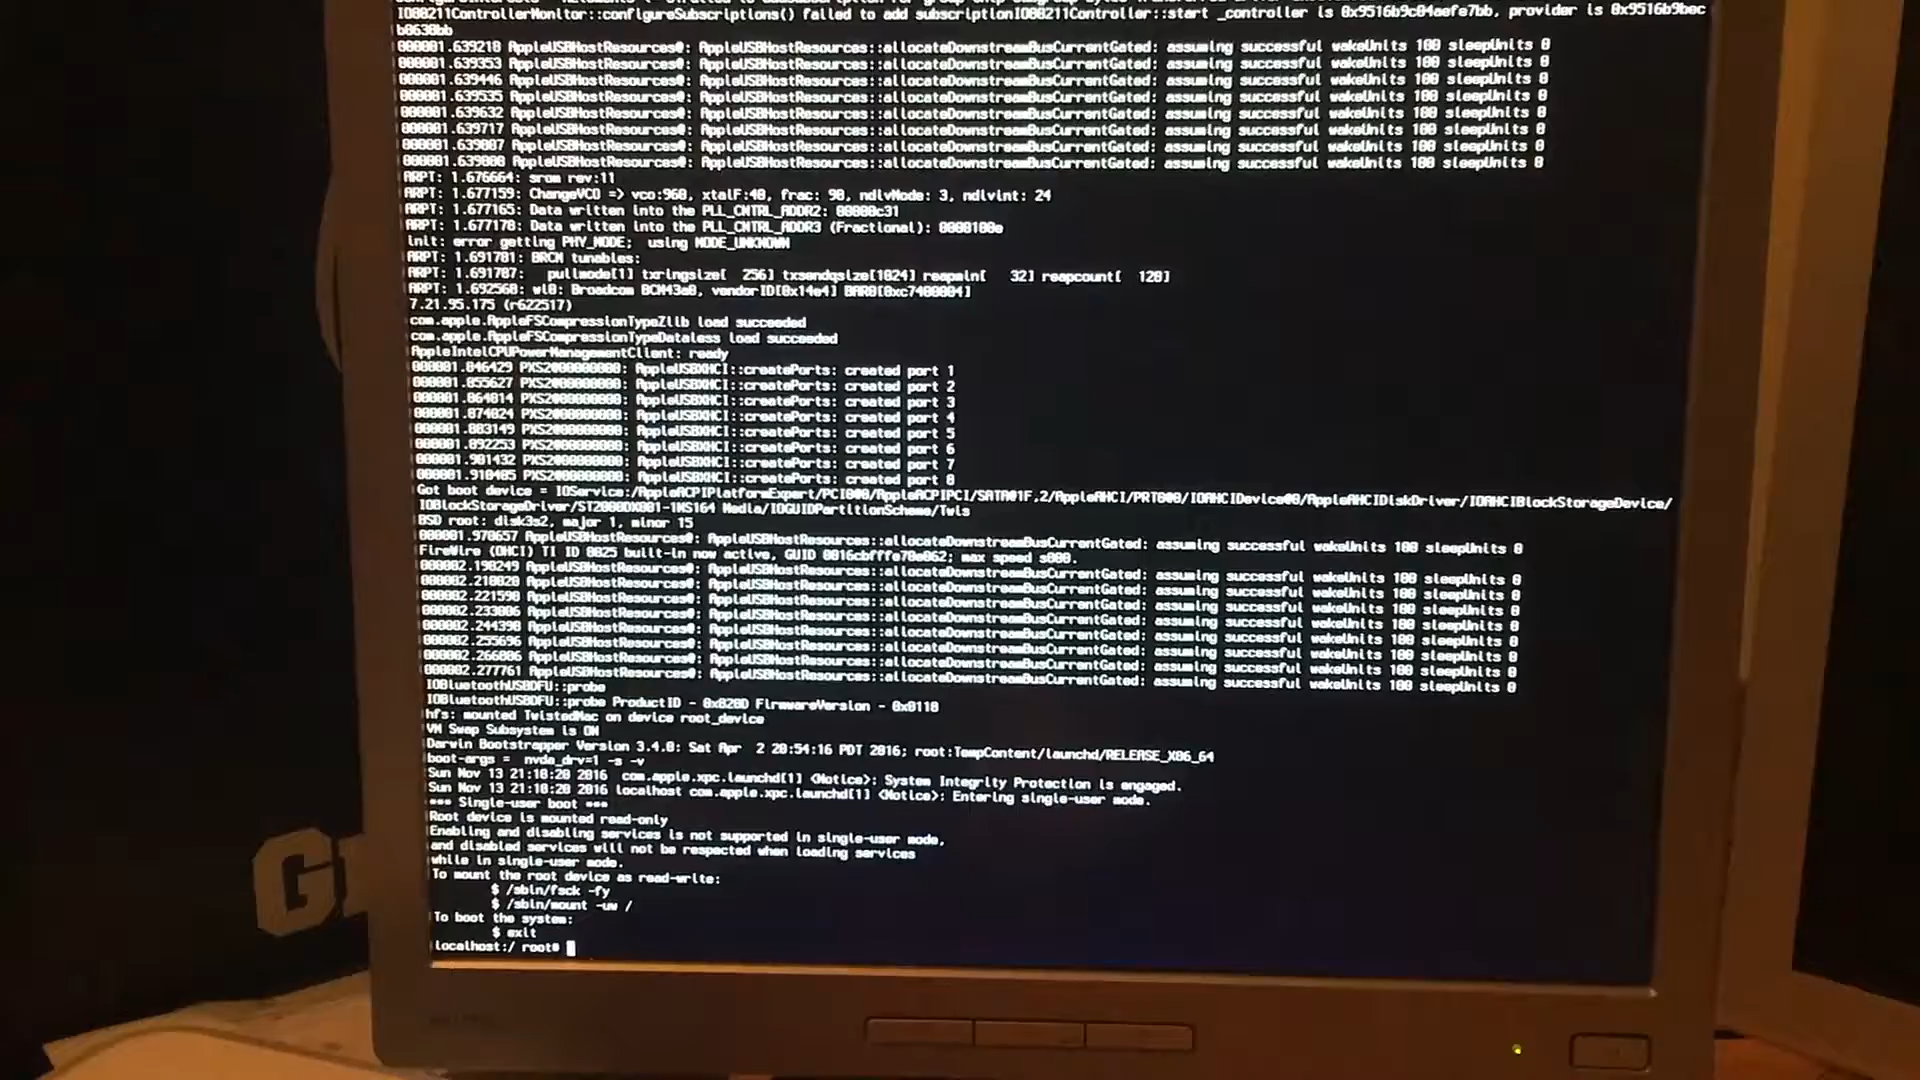 IO80211ControllerMonitor::configureSubscriptions() failed to add subscriptionIO80211Controller::start _controller is 0x9516b9c04aefe7bb, provider is 0x9516b9bec
b0630bb
000001.639218 AppleUSBHostResources@: AppleUSBHostResources::allocateDownstreamBusCurrentGated: assuming successful wakeUnits 100 sleepUnits 0
000001.639353 AppleUSBHostResources@: AppleUSBHostResources::allocateDownstreamBusCurrentGated: assuming successful wakeUnits 100 sleepUnits 0
000001.639446 AppleUSBHostResources@: AppleUSBHostResources::allocateDownstreamBusCurrentGated: assuming successful wakeUnits 100 sleepUnits 0
000001.639535 AppleUSBHostResources@: AppleUSBHostResources::allocateDownstreamBusCurrentGated: assuming successful wakeUnits 100 sleepUnits 0
000001.639632 AppleUSBHostResources@: AppleUSBHostResources::allocateDownstreamBusCurrentGated: assuming successful wakeUnits 100 sleepUnits 0
000001.639717 AppleUSBHostResources@: AppleUSBHostResources::allocateDownstreamBusCurrentGated: assuming successful wakeUnits 100 sleepUnits 0
AppleUSBHostResources@: AppleUSBHostResources::allocateDownstreamBusCurrentGated: assuming successful wakeUnits 100 sleepUnits 0
AppleUSBHostResources@: AppleUSBHostResources::allocateDownstreamBusCurrentGated: assuming successful wakeUnits 100 sleepUnits 0
ARPT: 1.676664: srom rev:11
ARPT: 1.677159: ChangeVCO => vco:960, xtalF:40, frac: 98, ndivMode: 3, ndivint: 24
ARPT: 1.677165: Data written into the PLL_CNTRL_ADDR2: 00000c31
ARPT: 1.677178: Data written into the PLL_CNTRL_ADDR3 (Fractional): 0000100e
init: error getting PHY_MODE;  using MODE_UNKNOWN
ARPT: 1.691781: BRCM tunables:
ARPT: 1.691787:   pullmode[1] txringsize[  256] txsendqsize[1024] reapmin[   32] reapcount[  128]
ARPT: 1.692568: wl0: Broadcom BCM43a0, vendorID[0x14e4] BAR0[0xc7400004]
7.21.95.175 (r622517)
com.apple.AppleFSCompressionTypeZlib load succeeded
com.apple.AppleFSCompressionTypeDataless load succeeded
AppleIntelCPUPowerManagementClient: ready
000001.846429 PXS2@00000000: AppleUSBXHCI::createPorts: created port 1
000001.855627 PXS2@00000000: AppleUSBXHCI::createPorts: created port 2
000001.864814 PXS2@00000000: AppleUSBXHCI::createPorts: created port 3
000001.874024 PXS2@00000000: AppleUSBXHCI::createPorts: created port 4
000001.883149 PXS2@00000000: AppleUSBXHCI::createPorts: created port 5
000001.892253 PXS2@00000000: AppleUSBXHCI::createPorts: created port 6
000001.901432 PXS2@00000000: AppleUSBXHCI::createPorts: created port 7
000001.910485 PXS2@00000000: AppleUSBXHCI::createPorts: created port 8
Got boot device = IOService:/AppleACPIPlatformExpert/PCI0@0/AppleACPIPCI/SATA@1F,2/AppleAHCI/PRT0@0/IOAHCIDevice@0/AppleAHCIDiskDriver/IOAHCIBlockStorageDevice/
IOBlockStorageDriver/ST2000DX001-1NS164 Media/IOGUIDPartitionScheme/Twis
BSD root: disk3s2, major 1, minor 15
000001.970657 AppleUSBHostResources@: AppleUSBHostResources::allocateDownstreamBusCurrentGated: assuming successful wakeUnits 100 sleepUnits 0
FireWire (OHCI) TI ID 8025 built-in now active, GUID 0016cbfffe70e062; max speed s800.
000002.198249 AppleUSBHostResources@: AppleUSBHostResources::allocateDownstreamBusCurrentGated: assuming successful wakeUnits 100 sleepUnits 0
000002.210020 AppleUSBHostResources@: AppleUSBHostResources::allocateDownstreamBusCurrentGated: assuming successful wakeUnits 100 sleepUnits 0
000002.221590 AppleUSBHostResources@: AppleUSBHostResources::allocateDownstreamBusCurrentGated: assuming successful wakeUnits 100 sleepUnits 0
000002.233006 AppleUSBHostResources@: AppleUSBHostResources::allocateDownstreamBusCurrentGated: assuming successful wakeUnits 100 sleepUnits 0
000002.244390 AppleUSBHostResources@: AppleUSBHostResources::allocateDownstreamBusCurrentGated: assuming successful wakeUnits 100 sleepUnits 0
000002.255696 AppleUSBHostResources@: AppleUSBHostResources::allocateDownstreamBusCurrentGated: assuming successful wakeUnits 100 sleepUnits 0
000002.266806 AppleUSBHostResources@: AppleUSBHostResources::allocateDownstreamBusCurrentGated: assuming successful wakeUnits 100 sleepUnits 0
000002.277761 AppleUSBHostResources@: AppleUSBHostResources::allocateDownstreamBusCurrentGated: assuming successful wakeUnits 100 sleepUnits 0
IOBluetoothUSBDFU::probe
IOBluetoothUSBDFU::probe ProductID - 0x828D FirmwareVersion - 0x0118
hfs: mounted TwistedMac on device root_device
VM Swap Subsystem is ON
Darwin Bootstrapper Version 3.4.0: Sat Apr  2 20:54:16 PDT 2016; root:TempContent/launchd/RELEASE_X86_64
boot-args =  nvda_drv=1 -s -v
Sun Nov 13 21:18:20 2016  com.apple.xpc.launchd[1] <Notice>: System Integrity Protection is engaged.
Sun Nov 13 21:18:20 2016 localhost com.apple.xpc.launchd[1] <Notice>: Entering single-user mode.
*** Single-user boot ***
Root device is mounted read-only
Enabling and disabling services is not supported in single-user mode,
and disabled services will not be respected when loading services
while in single-user mode.
To mount the root device as read-write:
$ /sbin/fsck -fy
$ /sbin/mount -uw /
To boot the system:
$ exit
localhost:/ root#
G